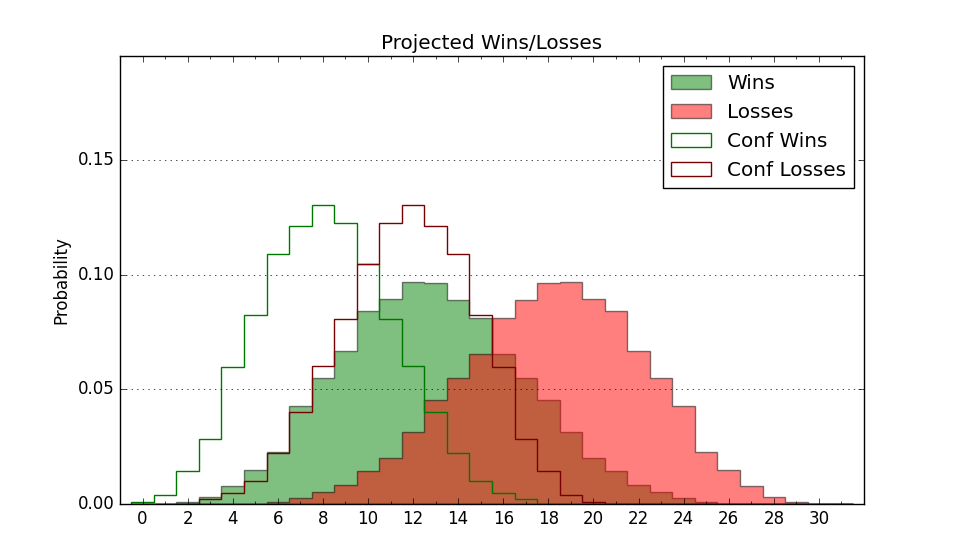 Projected Wins/Losses
Wins
Losses
Conf Wins
Conf Losses
Probability
0.15
0.10
0.05
0.00
0 2 4 6 8 10 12 14 16 18 20 22 24 26 28 30